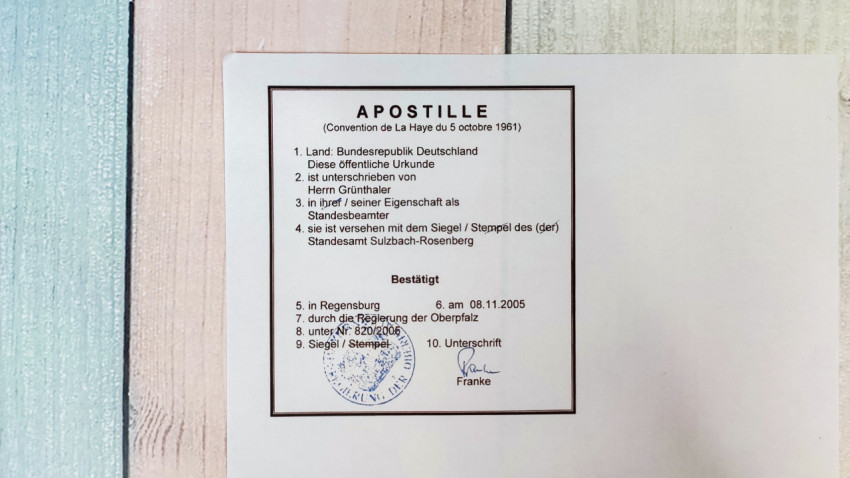 APOSTILLE
(Convention de La Haye du 5 octobre 1961)
1. Land: Bundesrepublik Deutschland
Diese öffentliche Urkunde
2. ist unterschrieben von
Herrn Grünthaler
3. in ihrer / seiner Eigenschaft als
Standesbeamter
4. sie ist versehen mit dem Siegel / Stempel des (der)
Standesamt Sulzbach-Rosenberg
Bestätigt
5. in Regensburg 6. am 08.11.2005
7. durch die Regierung der Oberpfalz
8. unter Nr. 820/2005
9. Siegel / Stempel 10. Unterschrift
REGIERUNG DER
Franke